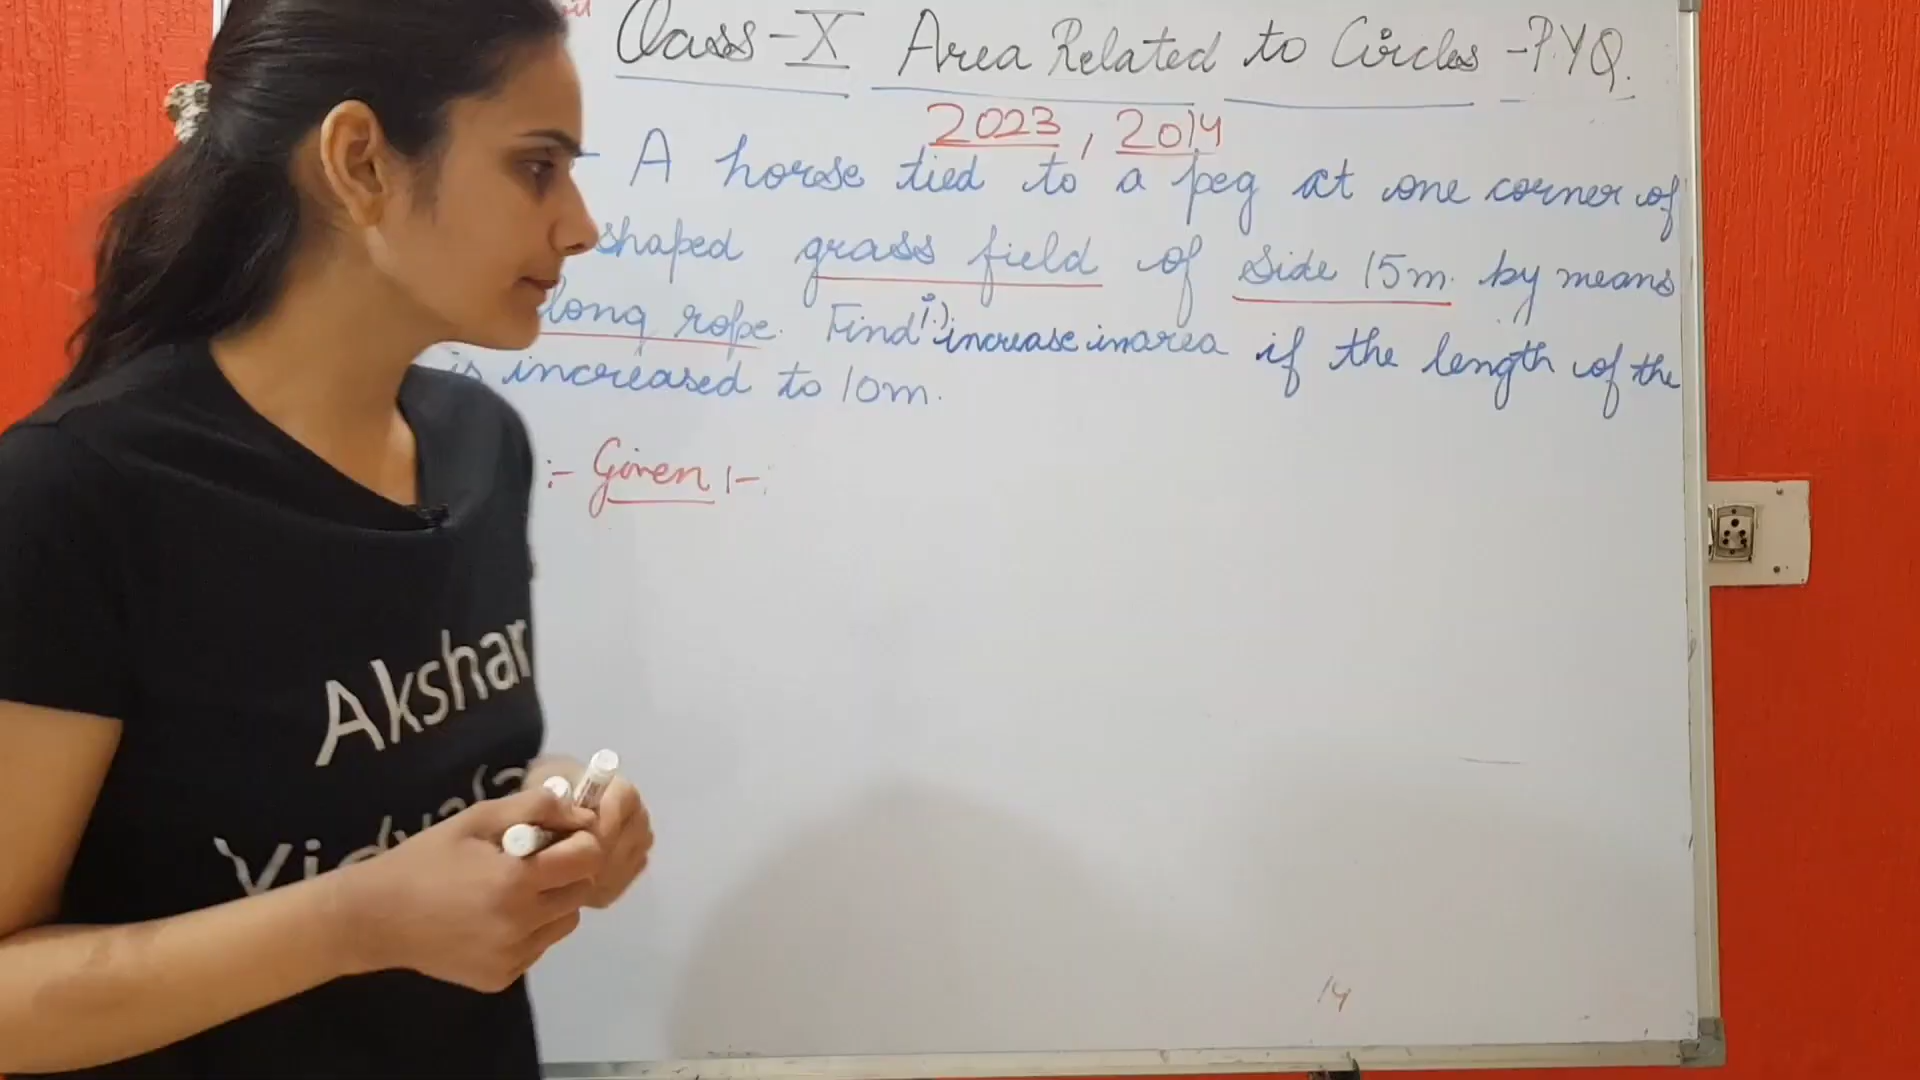 Class-X Area Related to Circles -PYQ.
2023, 2014
- A horse tied to a peg at one corner of
shaped grass field of side 15m. by means
long rope. Find i) increase in area if the length of the
is increased to 10m.
:- Given :-
Akshar
14